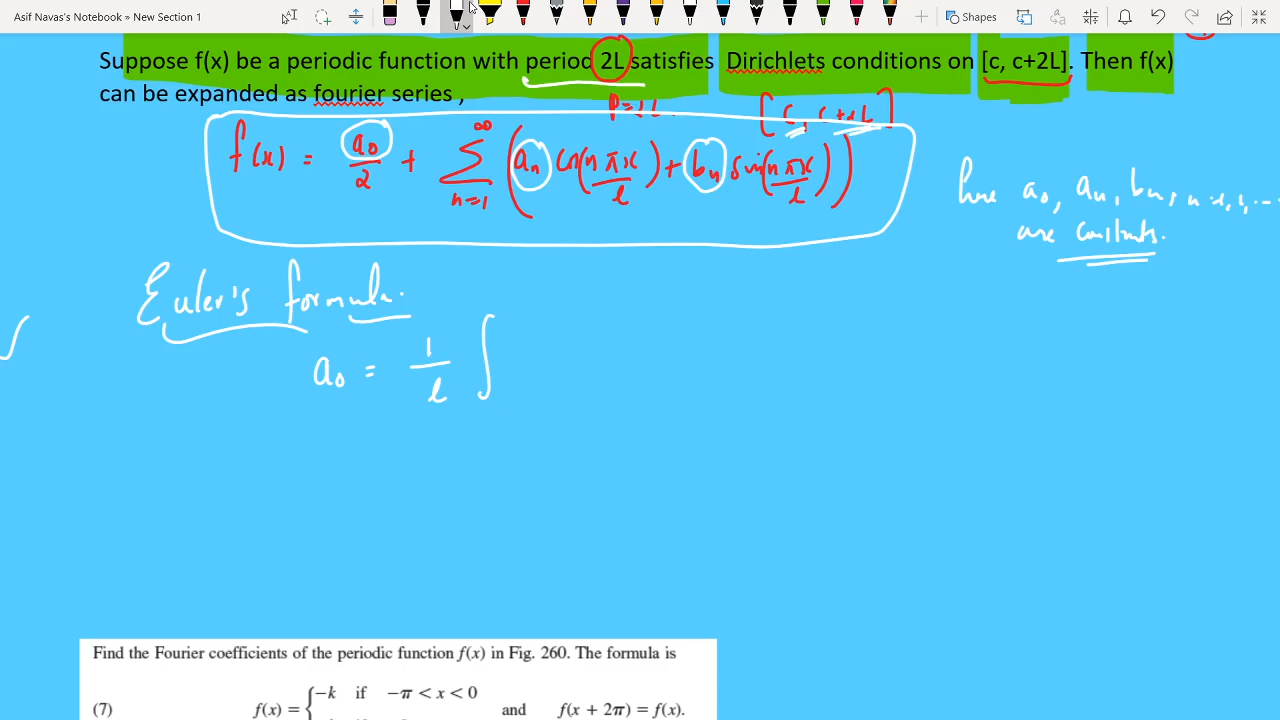 Asif Navas's Notebook » New Section 1
Shapes
Suppose f(x) be a periodic function with period 2L satisfies Dirichlets conditions on [c, c+2L]. Then f(x)
can be expanded as fourier series ,
P=2L. [c, c+2L]
f(x) = a₀/2 + ∑ n=1 ∞ (aₙ cos(nπx/l) + bₙ sin(nπx/l))
here a₀, aₙ, bₙ,
are constants.
Euler's formula.
a₀ = 1/l ∫
Find the Fourier coefficients of the periodic function f(x) in Fig. 260. The formula is
(7) f(x) = { −k if −π < x < 0 and f(x + 2π) = f(x).